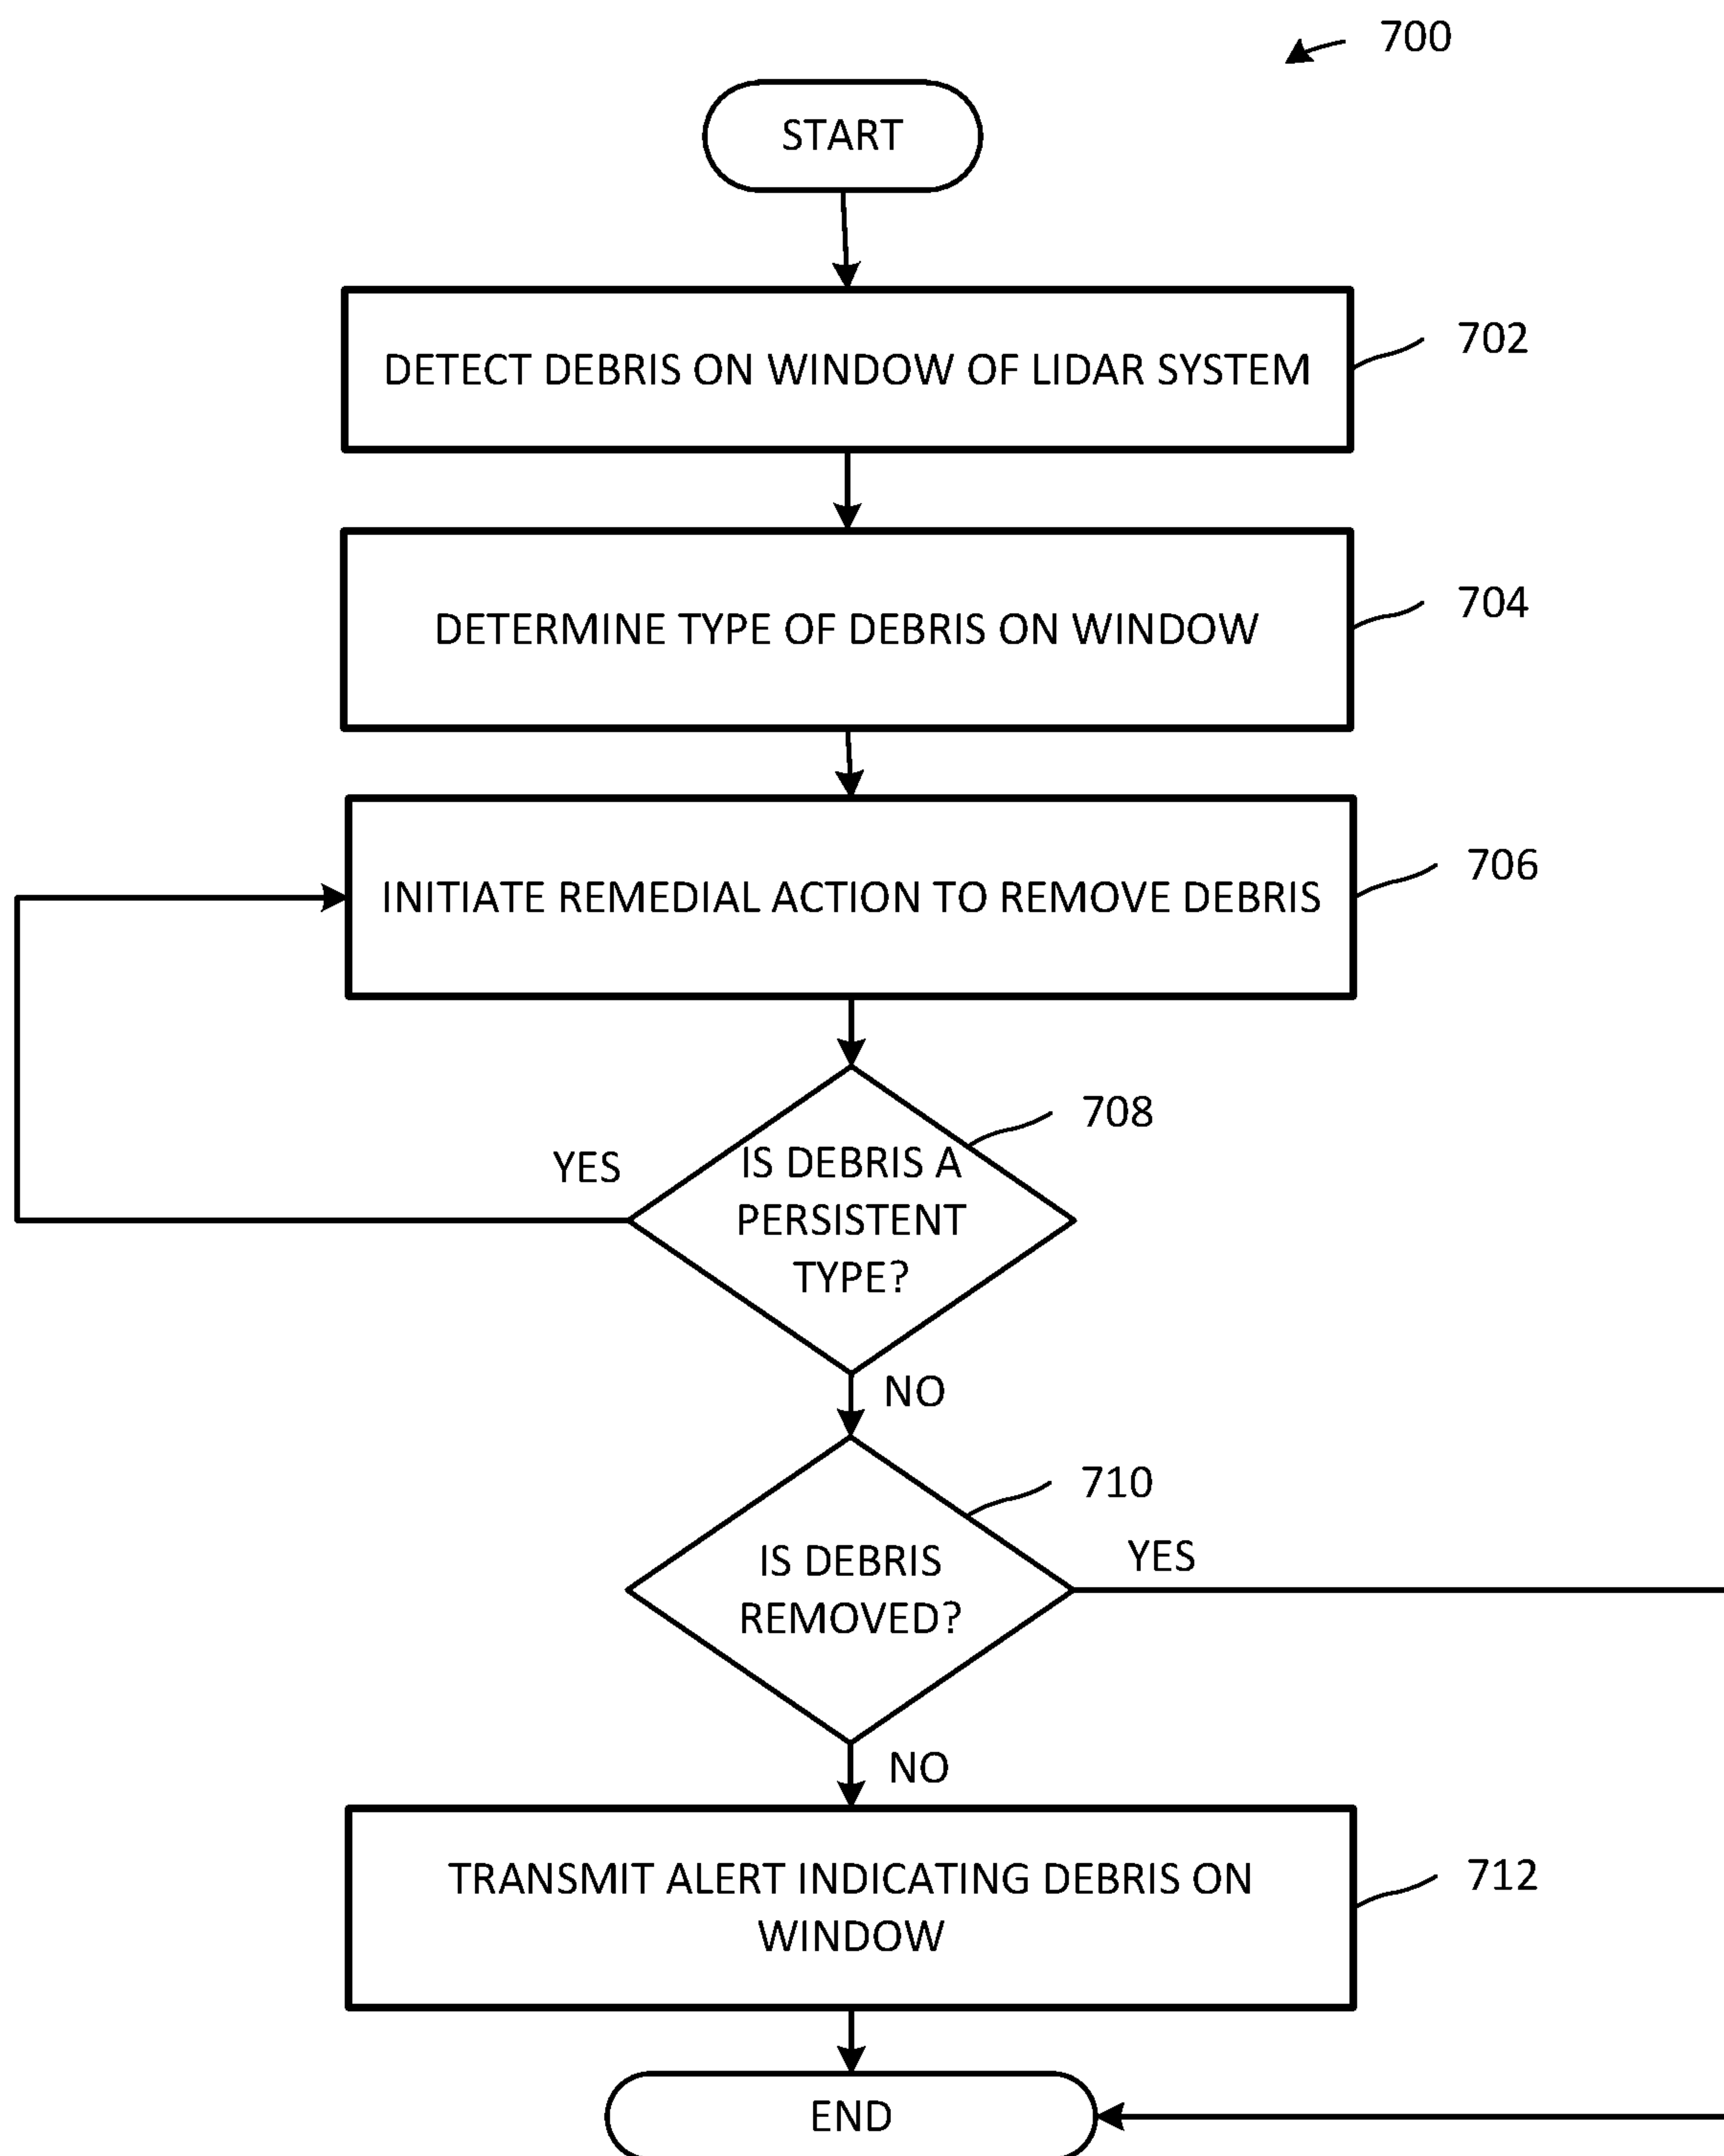 700
START
DETECT DEBRIS ON WINDOW OF LIDAR SYSTEM
702
DETERMINE TYPE OF DEBRIS ON WINDOW
704
INITIATE REMEDIAL ACTION TO REMOVE DEBRIS
706
708
YES
IS DEBRIS A
PERSISTENT
TYPE?
NO
710
YES
IS DEBRIS
REMOVED?
NO
TRANSMIT ALERT INDICATING DEBRIS ON
WINDOW
712
END